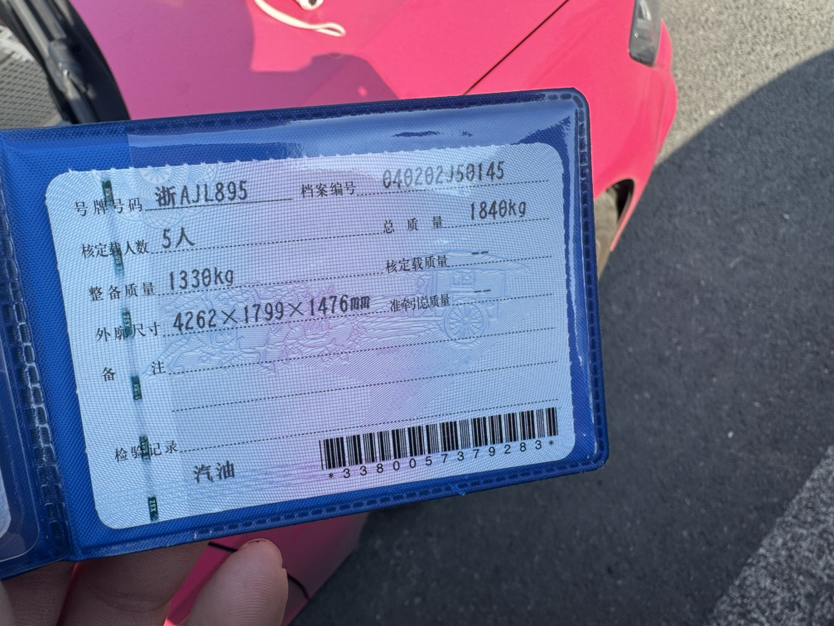 号牌号码 浙AJL895 档案编号 040202J50145
核定载人数 5人 总质量 1840kg
整备质量 1330kg 核定载质量 --
外廓尺寸 4262×1799×1476mm 准牵引总质量 --
备注
检验记录 汽油
*3380057379283*